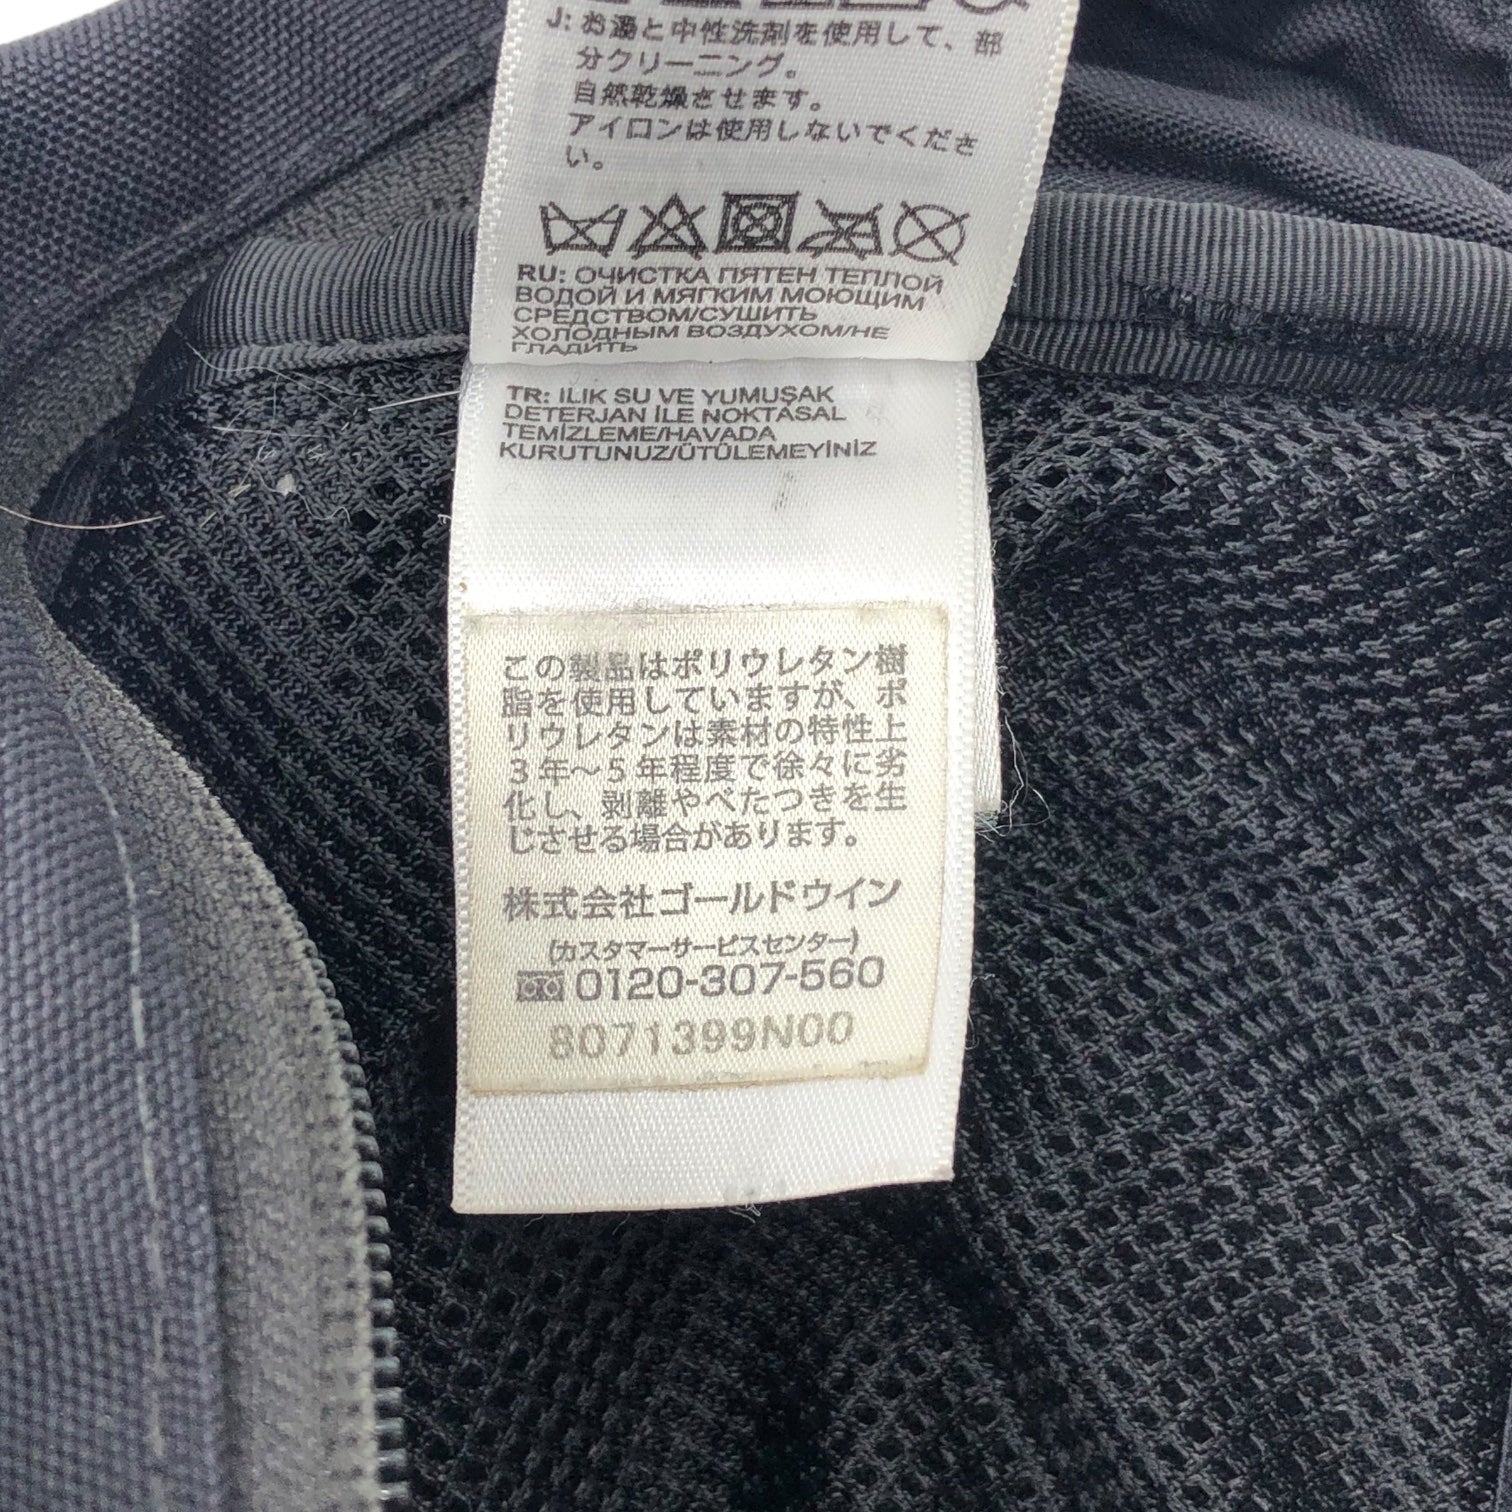 J: お湯と中性洗剤を使用して、部
分クリーニング。
自然乾燥させます。
アイロンは使用しないでくださ
い。
RU: ОЧИСТКА ПЯТЕН ТЕПЛОЙ
ВОДОЙ И МЯГКИМ МОЮЩИМ
СРЕДСТВОМ/СУШИТЬ
ХОЛОДНЫМ ВОЗДУХОМ/НЕ
ГЛАДИТЬ
TR: ILIK SU VE YUMUŞAK
DETERJAN İLE NOKTASAL
TEMİZLEME/HAVADA
KURUTUNUZ/ÜTÜLEMEYİNİZ
この製品はポリウレタン樹
脂を使用していますが、ポ
リウレタンは素材の特性上
3年～5年程度で徐々に劣
化し、剥離やべたつきを生
じさせる場合があります。
株式会社ゴールドウイン
(カスタマーサービスセンター)
0120-307-560
8071399N00